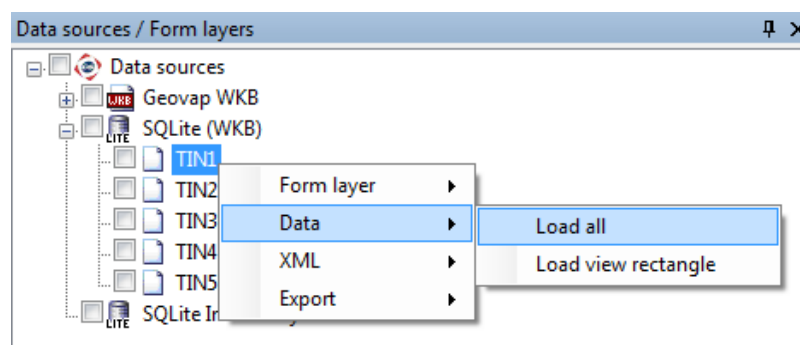 Data sources / Form layers
Data sources
WKB Geovap WKB
LITE SQLite (WKB)
TIN1
TIN2
TIN3
TIN4
TIN5
LITE SQLite
Form layer
Data
XML
Export
Load all
Load view rectangle